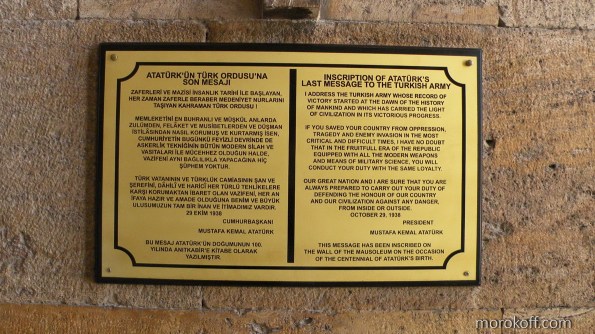 ATATÜRK'ÜN TÜRK ORDUSU'NA
SON MESAJI
ZAFERLERİ VE MAZİSİ İNSANLIK TARİHİ İLE BAŞLAYAN,
HER ZAMAN ZAFERLE BERABER MEDENİYET NURLARINI
TAŞIYAN KAHRAMAN TÜRK ORDUSU !
MEMLEKETİNİ EN BUHRANLI VE MÜŞKÜL ANLARDA
ZULÜMDEN, FELÂKET VE MUSİBETLERDEN VE DÜŞMAN
İSTİLÂSINDAN NASIL KORUMUŞ VE KURTARMIŞ İSEN,
CUMHURİYETİN BUGÜNKÜ FEYİZLİ DEVRİNDE DE
ASKERLİK TEKNİĞİNİN BÜTÜN MODERN SİLAH VE
VASITALARI İLE MÜCEHHEZ OLDUĞUN HALDE,
VAZİFENİ AYNI BAĞLILIKLA YAPACAĞINA HİÇ
ŞÜPHEM YOKTUR.
TÜRK VATANININ VE TÜRKLÜK CAMİASININ ŞAN VE
ŞEREFİNİ, DÂHİLÎ VE HARİCÎ HER TÜRLÜ TEHLİKELERE
KARŞI KORUMAKTAN İBARET OLAN VAZİFENİ, HER AN
İFAYA HAZIR VE AMADE OLDUĞUNA BENİM VE BÜYÜK
ULUSUMUZUN TAM BİR İNAN VE İTİMADIMIZ VARDIR.
29 EKİM 1938
CUMHURBAŞKANI
MUSTAFA KEMAL ATATÜRK
BU MESAJ ATATÜRK'ÜN DOĞUMUNUN 100.
YILINDA ANITKABİR'E KİTABE OLARAK
YAZILMIŞTIR.
INSCRIPTION OF ATATÜRK'S
LAST MESSAGE TO THE TURKISH ARMY
I ADDRESS THE TURKISH ARMY WHOSE RECORD OF
VICTORY STARTED AT THE DAWN OF THE HISTORY
OF MANKIND AND WHICH HAS CARRIED THE LIGHT
OF CIVILIZATION IN ITS VICTORIOUS PROGRESS.
IF YOU SAVED YOUR COUNTRY FROM OPPRESSION,
TRAGEDY AND ENEMY INVASION IN THE MOST
CRITICAL AND DIFFICULT TIMES, I HAVE NO DOUBT
THAT IN THE FRUITFULL ERA OF THE REPUBLIC
EQUIPPED WITH ALL THE MODERN WEAPONS
AND MEANS OF MILITARY SCIENCE, YOU WILL
CONDUCT YOUR DUTY WITH THE SAME LOYALTY.
OUR GREAT NATION AND I ARE SURE THAT YOU ARE
ALWAYS PREPARED TO CARRY OUT YOUR DUTY OF
DEFENDING THE HONOUR OF OUR COUNTRY
AND OUR CIVILIZATION AGAINST ANY DANGER,
FROM INSIDE OR OUTSIDE.
OCTOBER 29, 1938
PRESIDENT
MUSTAFA KEMAL ATATÜRK
THIS MESSAGE HAS BEEN INSCRIBED ON
THE WALL OF THE MAUSOLEUM ON THE OCCASION
OF THE CENTENNIAL OF ATATÜRK'S BIRTH.
morokoff.com